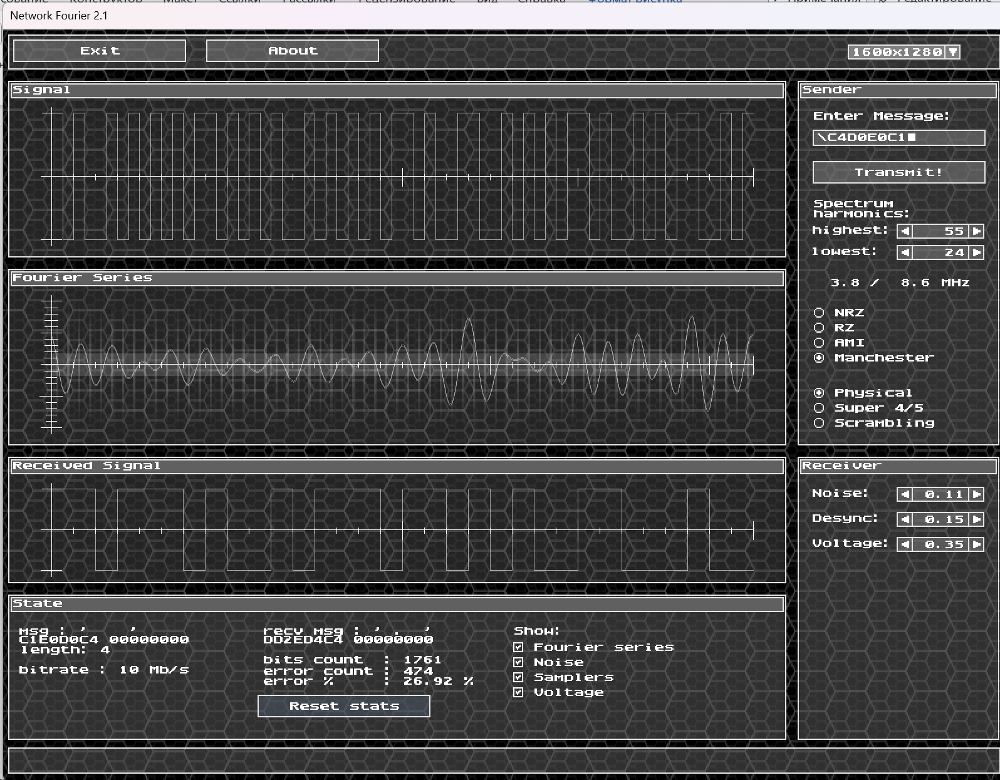 Network Fourier 2.1
Exit
About
1600x1280
Signal
Fourier Series
Received Signal
State
msg : , ,
C1E0D0C4 00000000
length: 4
bitrate : 10 Mb/s
recv msg : , . ,
DD2ED4C4 00000000
bits count : 1761
error count : 474
error % : 26.92 %
Reset stats
Show:
Fourier series
Noise
Samplers
Voltage
Sender
Enter Message:
\C4D0E0C1
Transmit!
Spectrum
harmonics:
highest: 55
lowest: 24
3.8 / 8.6 MHz
NRZ
RZ
AMI
Manchester
Physical
Super 4/5
Scrambling
Receiver
Noise: 0.11
Desync: 0.15
Voltage: 0.35